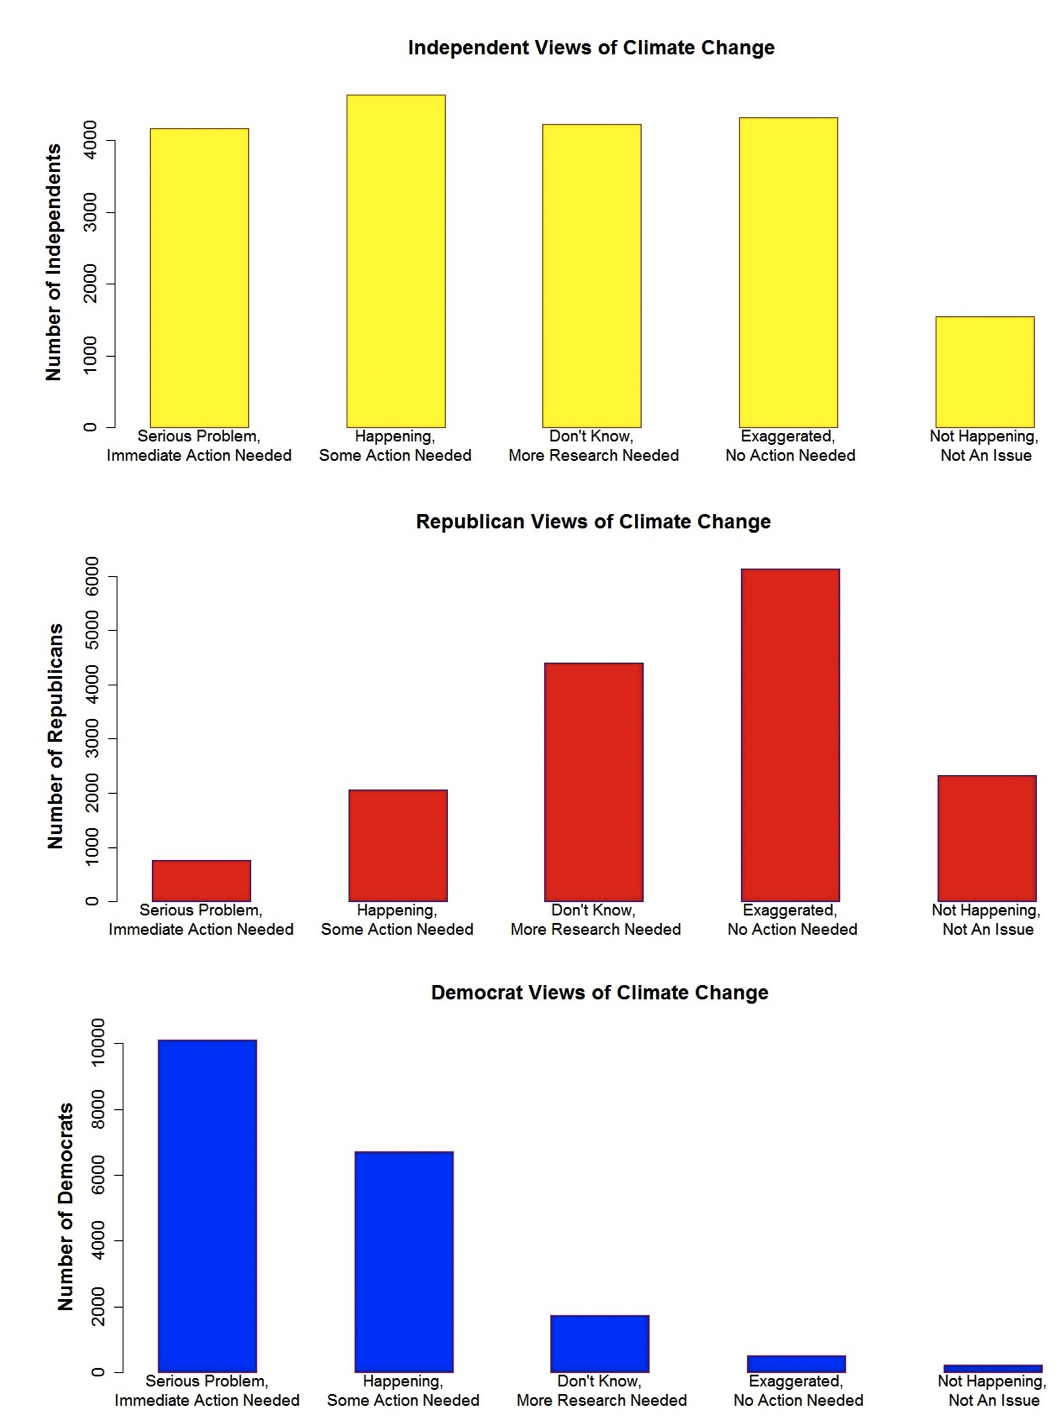 Independent Views of Climate Change
Number of Independents
4000
3000
2000
1000
0
Serious Problem,
Immediate Action Needed
Happening,
Some Action Needed
Don't Know,
More Research Needed
Exaggerated,
No Action Needed
Not Happening,
Not An Issue
Republican Views of Climate Change
Number of Republicans
6000
5000
4000
3000
2000
1000
0
Serious Problem,
Immediate Action Needed
Happening,
Some Action Needed
Don't Know,
More Research Needed
Exaggerated,
No Action Needed
Not Happening,
Not An Issue
Democrat Views of Climate Change
Number of Democrats
10000
8000
6000
4000
2000
0
Serious Problem,
Immediate Action Needed
Happening,
Some Action Needed
Don't Know,
More Research Needed
Exaggerated,
No Action Needed
Not Happening,
Not An Issue